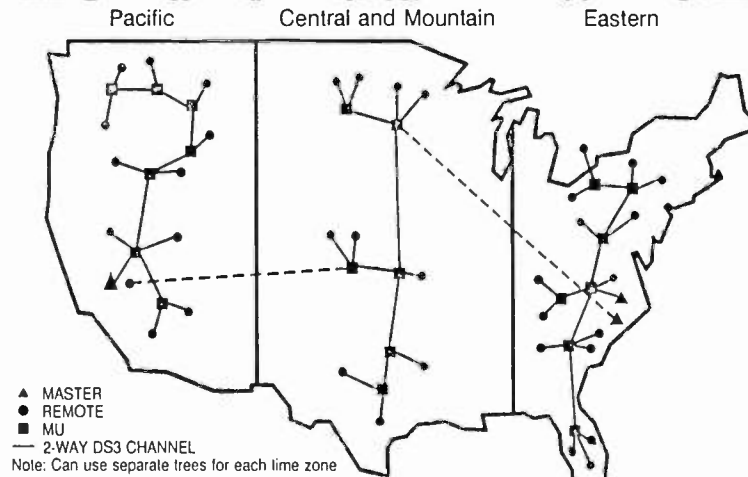 Pacific
Central and Mountain
Eastern
MASTER
REMOTE
MU
2-WAY DS3 CHANNEL
Note: Can use separate trees for each lime zone